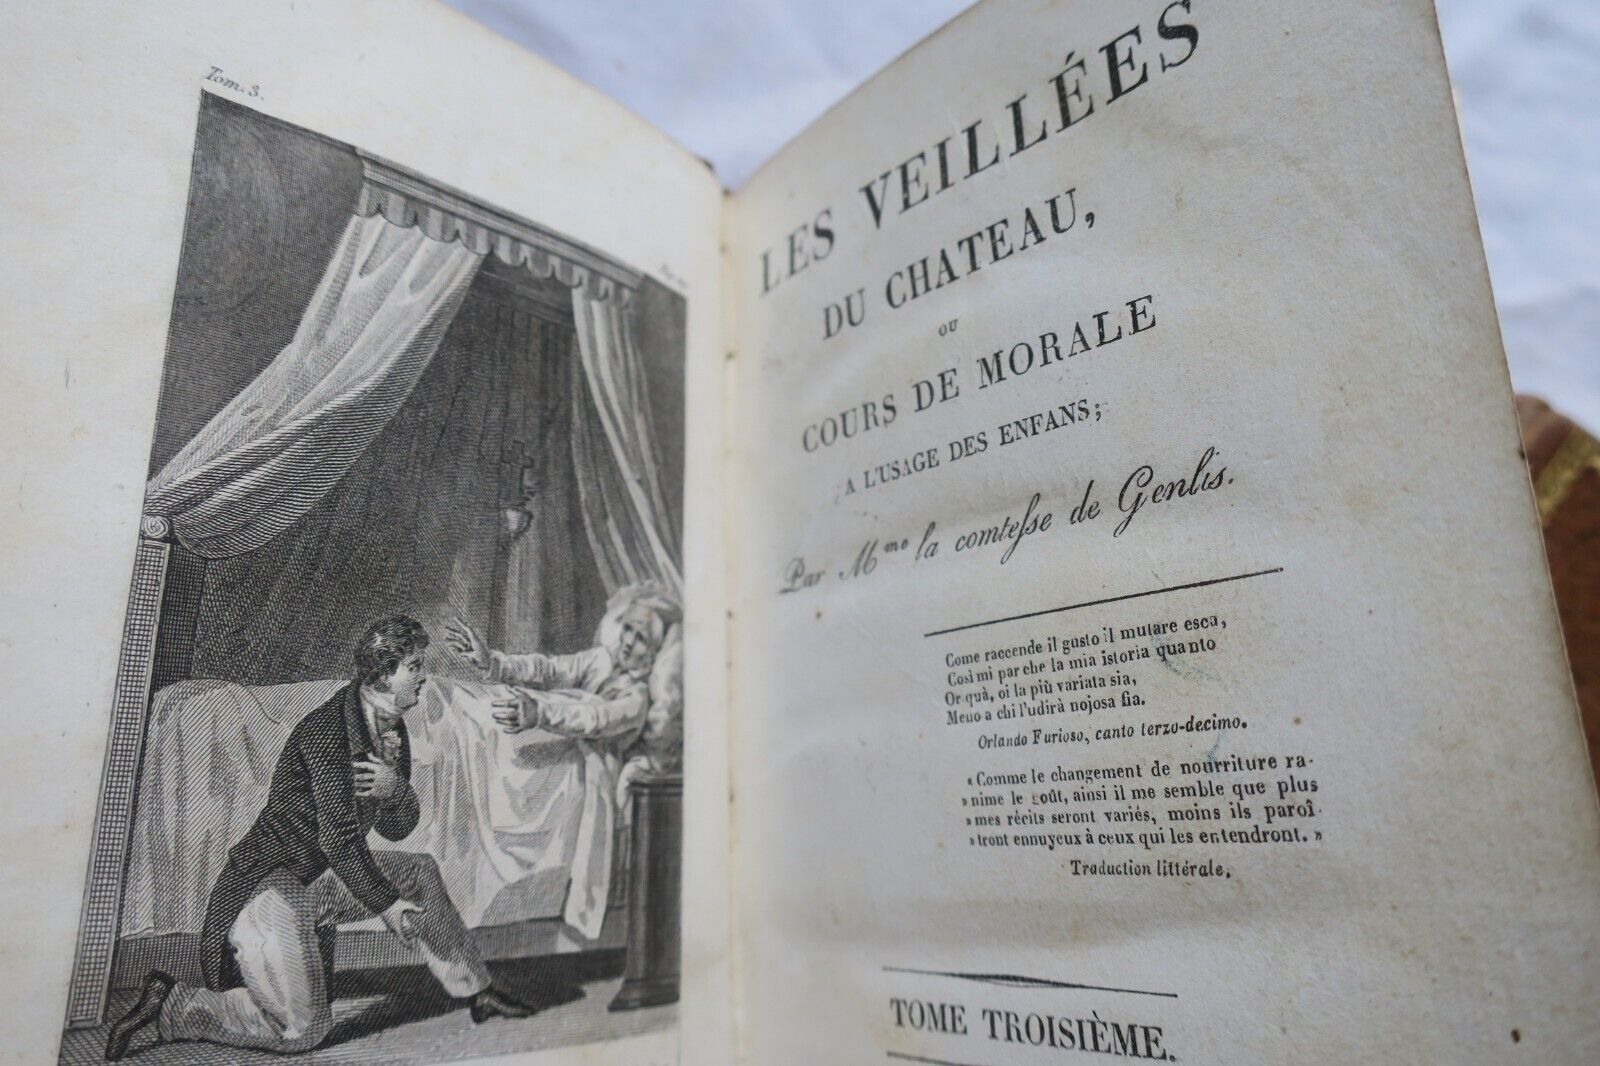 Tom. 3.
LES VEILLÉES
DU CHATEAU,
OU
COURS DE MORALE
A L'USAGE DES ENFANS;
Par M.me la comtesse de Genlis.
Come raccende il gusto il mutare esca,
Così mi par che la mia istoria quanto
Or quà, oi la più variata sia,
Meno a chi l'udirà nojosa fia.
Orlando Furioso, canto terzo-decimo.
« Comme le changement de nourriture ra-
» nime le goût, ainsi il me semble que plus
» mes récits seront variés, moins ils paroî-
» tront ennuyeux à ceux qui les entendront. »
Traduction littérale.
TOME TROISIÈME.